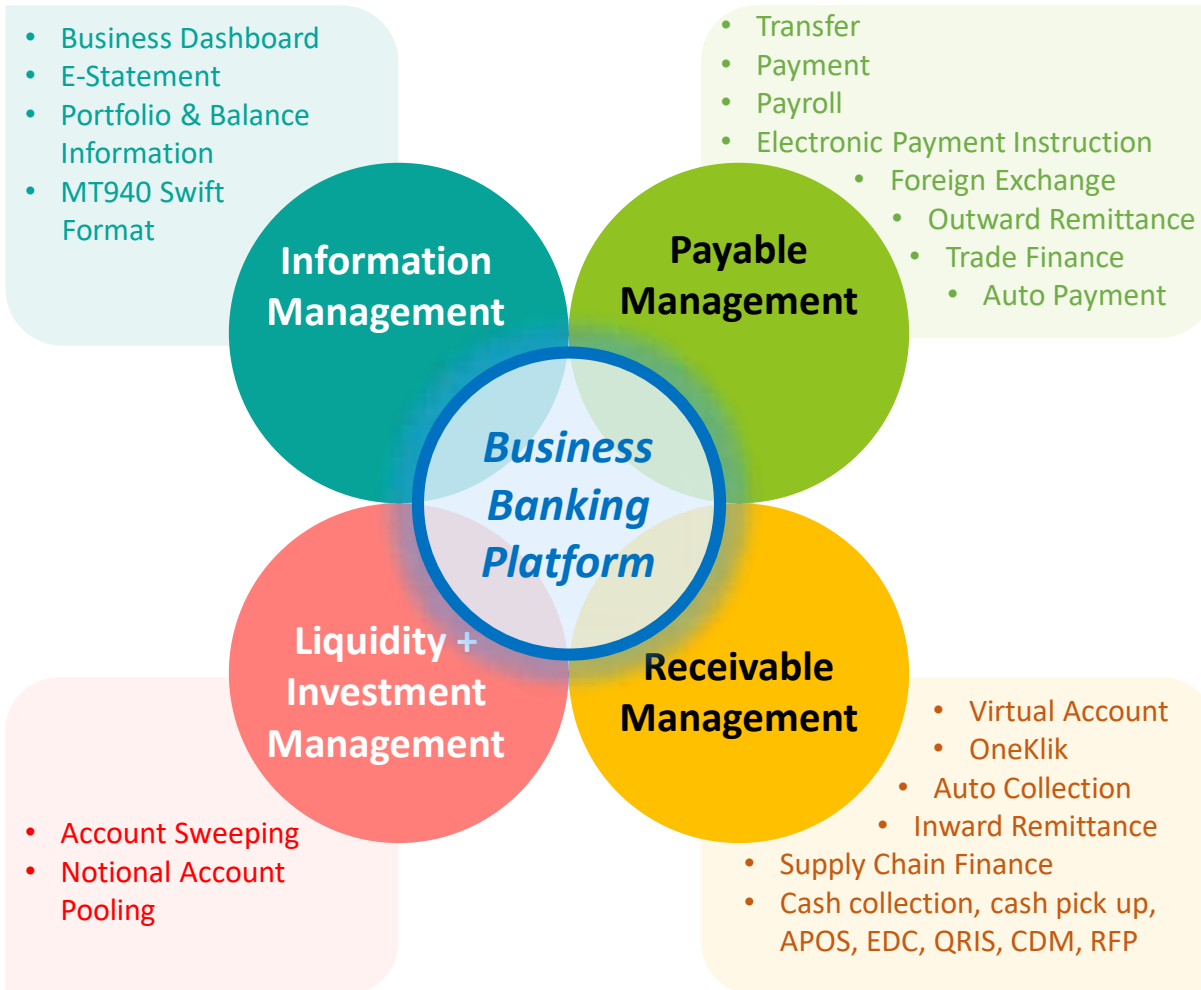 • Business Dashboard
• E-Statement
• Portfolio & Balance
Information
• MT940 Swift
Format
Information
Management
• Transfer
• Payment
• Payroll
• Electronic Payment Instruction
• Foreign Exchange
• Outward Remittance
• Trade Finance
• Auto Payment
Payable
Management
Business
Banking
Platform
Liquidity +
Investment
Management
• Account Sweeping
• Notional Account
Pooling
Receivable
Management
• Virtual Account
• OneKlik
• Auto Collection
• Inward Remittance
• Supply Chain Finance
• Cash collection, cash pick up,
APOS, EDC, QRIS, CDM, RFP